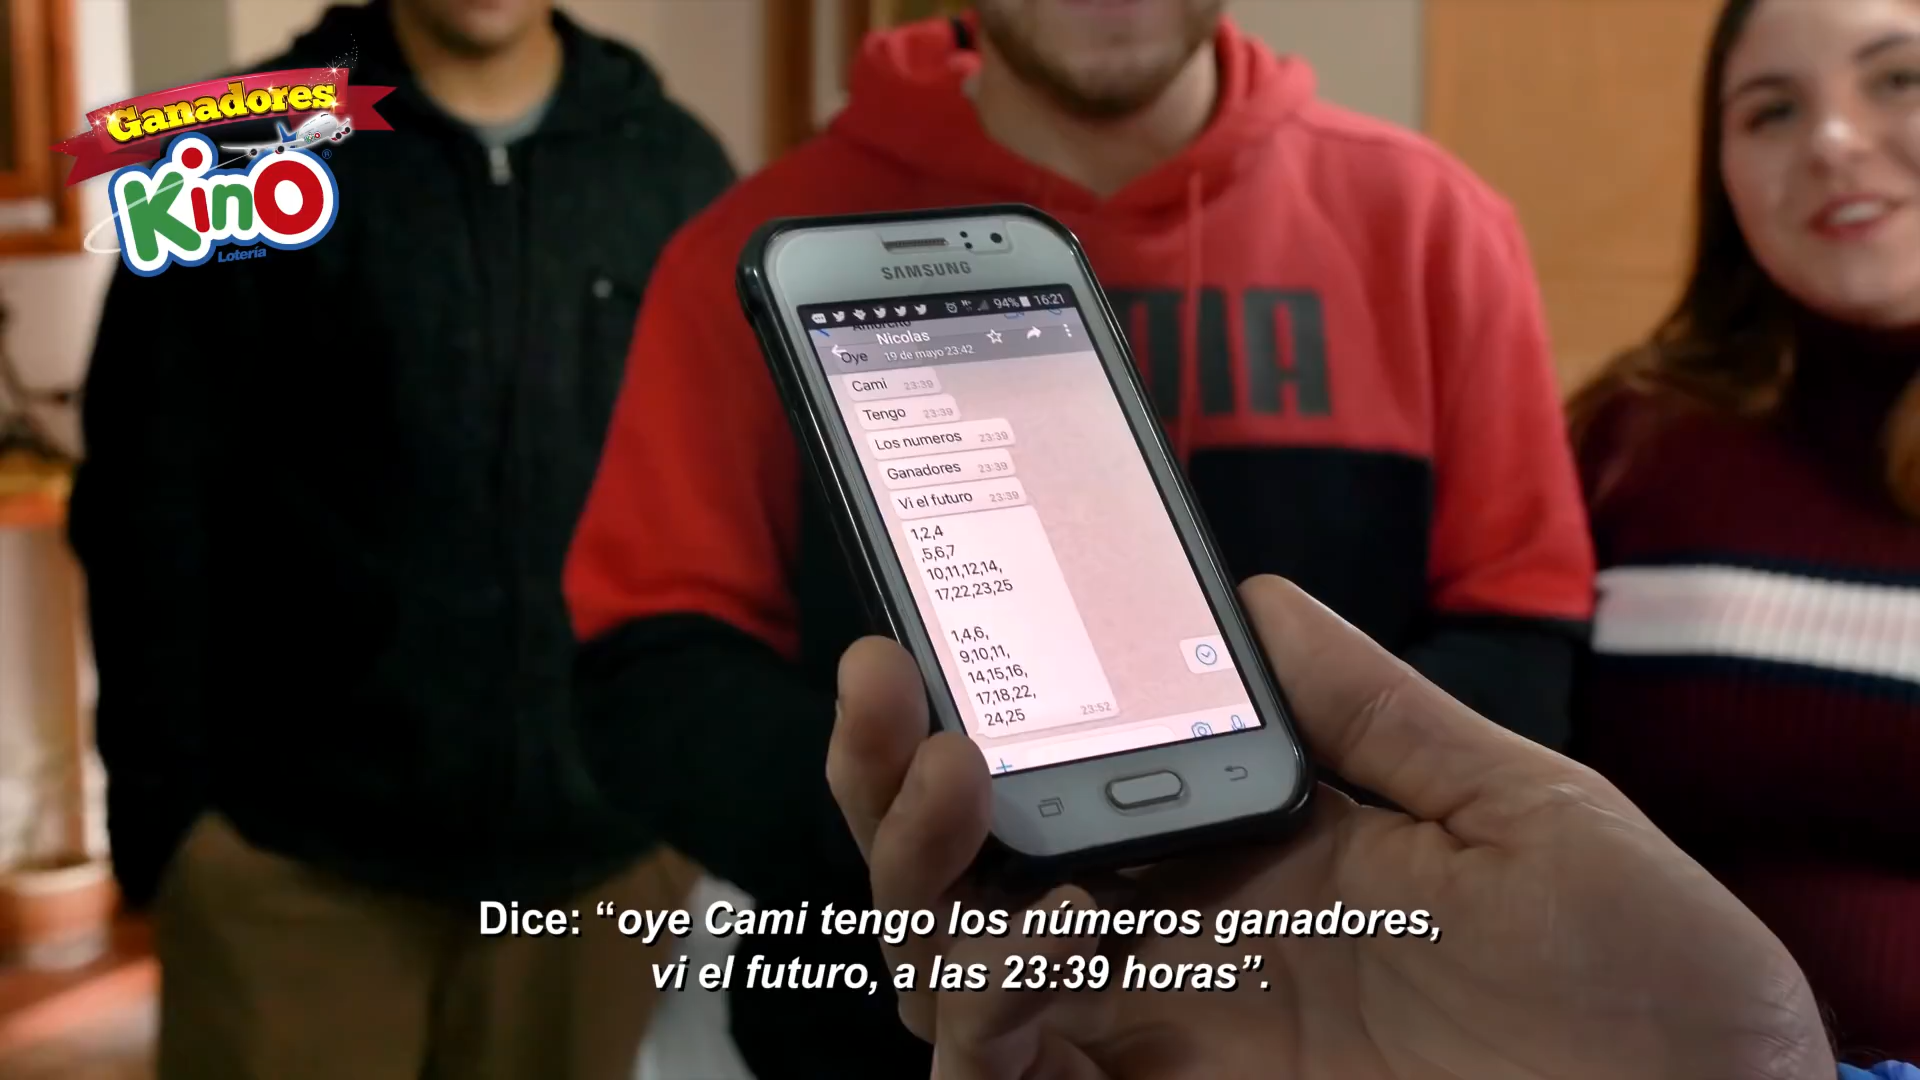 Ganadores
Kino
Lotería
SAMSUNG
94% 16:21
Amorcito
Nicolas
Oye 19 de mayo 23:42
Cami 23:39
Tengo 23:39
Los numeros 23:39
Ganadores 23:39
Vi el futuro 23:39
1,2,4
,5,6,7
10,11,12,14,
17,22,23,25
1,4,6,
9,10,11,
14,15,16,
17,18,22,
24,25 23:52
Dice: “oye Cami tengo los números ganadores,
vi el futuro, a las 23:39 horas”.